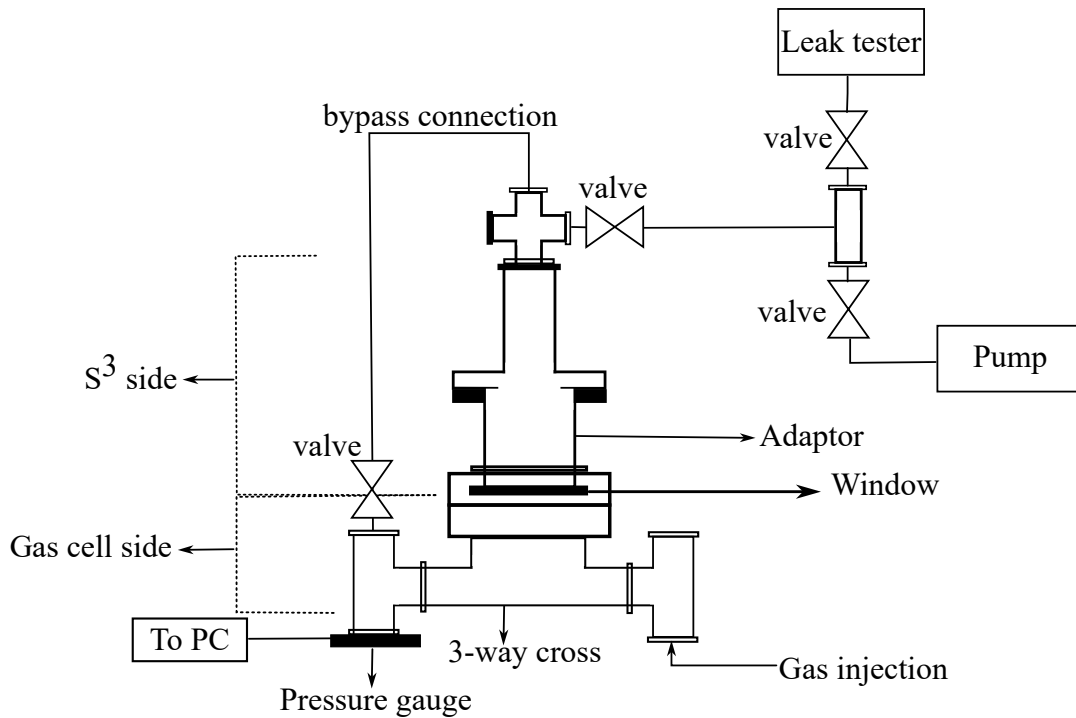 Leak tester
bypass connection
valve
valve
valve
Pump
S³ side
valve
Adaptor
Window
Gas cell side
To PC
3-way cross
Gas injection
Pressure gauge